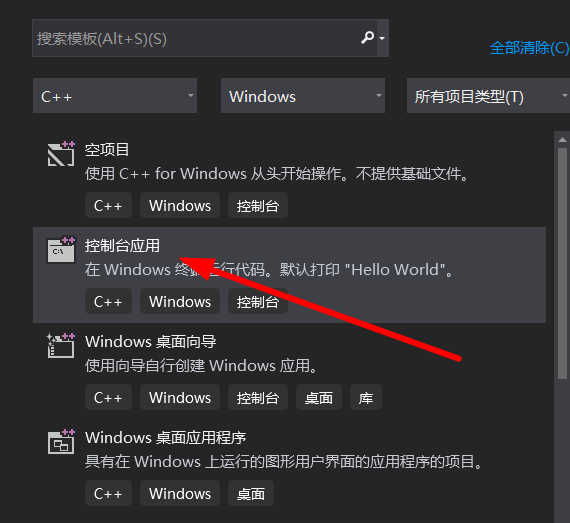 搜索模板(Alt+S)(S)
全部清除(C)
C++ Windows 所有项目类型(T)
空项目
使用 C++ for Windows 从头开始操作。不提供基础文件。
C++ Windows 控制台
控制台应用
在 Windows 终端运行代码。默认打印 "Hello World"。
C++ Windows 控制台
Windows 桌面向导
使用向导自行创建 Windows 应用。
C++ Windows 控制台 桌面 库
Windows 桌面应用程序
具有在 Windows 上运行的图形用户界面的应用程序的项目。
C++ Windows 桌面